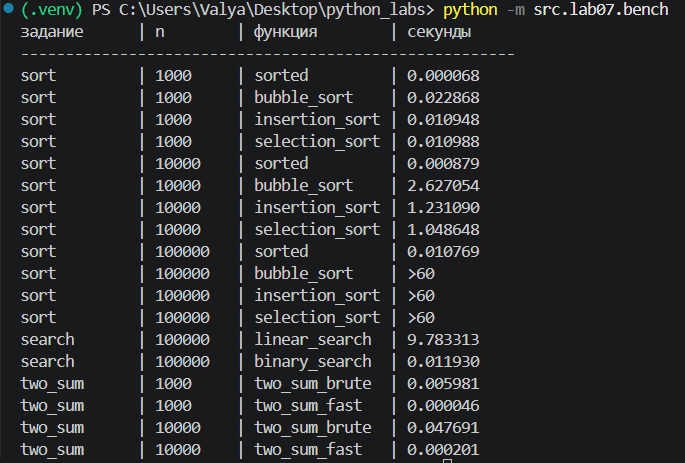 (.venv) PS C:\Users\Valya\Desktop\python_labs> python -m src.lab07.bench
задание | n | функция | секунды
-------------------------------------------------------
sort | 1000 | sorted | 0.000068
sort | 1000 | bubble_sort | 0.022868
sort | 1000 | insertion_sort | 0.010948
sort | 1000 | selection_sort | 0.010988
sort | 10000 | sorted | 0.000879
sort | 10000 | bubble_sort | 2.627054
sort | 10000 | insertion_sort | 1.231090
sort | 10000 | selection_sort | 1.048648
sort | 100000 | sorted | 0.010769
sort | 100000 | bubble_sort | >60
sort | 100000 | insertion_sort | >60
sort | 100000 | selection_sort | >60
search | 100000 | linear_search | 9.783313
search | 100000 | binary_search | 0.011930
two_sum | 1000 | two_sum_brute | 0.005981
two_sum | 1000 | two_sum_fast | 0.000046
two_sum | 10000 | two_sum_brute | 0.047691
two_sum | 10000 | two_sum_fast | 0.000201